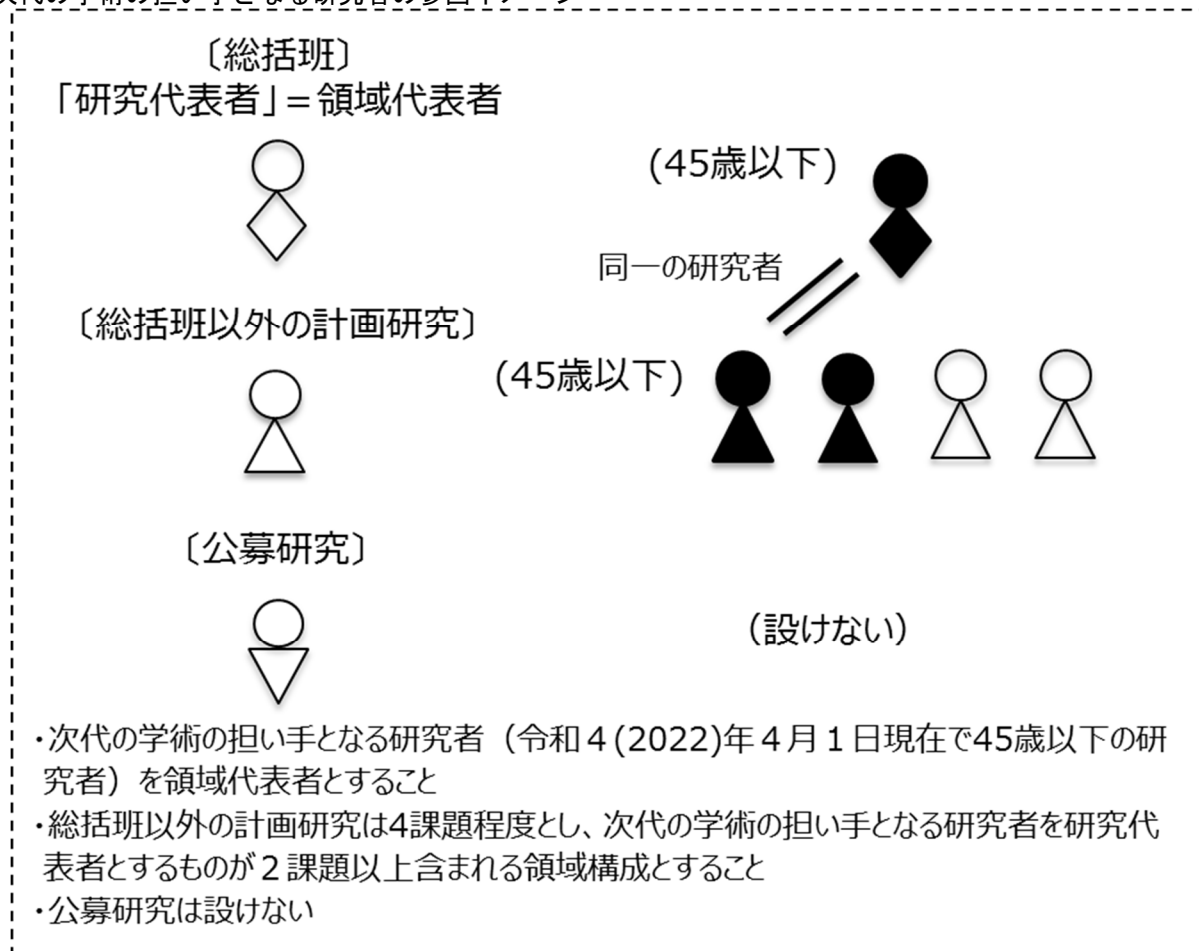 〔総括班〕
「研究代表者」=領域代表者
(45歳以下)
同一の研究者
〔総括班以外の計画研究〕
(45歳以下)
〔公募研究〕
（設けない）
・次代の学術の担い手となる研究者（令和４(2022)年４月１日現在で45歳以下の研
究者）を領域代表者とすること
・総括班以外の計画研究は4課題程度とし、次代の学術の担い手となる研究者を研究代
表者とするものが２課題以上含まれる領域構成とすること
・公募研究は設けない